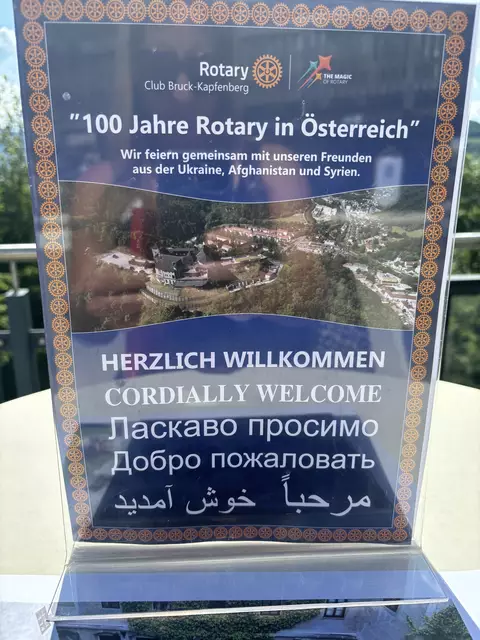 Rotary
Club Bruck-Kapfenberg
THE MAGIC
OF ROTARY
"100 Jahre Rotary in Österreich"
Wir feiern gemeinsam mit unseren Freunden
aus der Ukraine, Afghanistan und Syrien.
HERZLICH WILLKOMMEN
CORDIALLY WELCOME
Ласкаво просимо
Добро пожаловать
مرحباً خوش آمدید